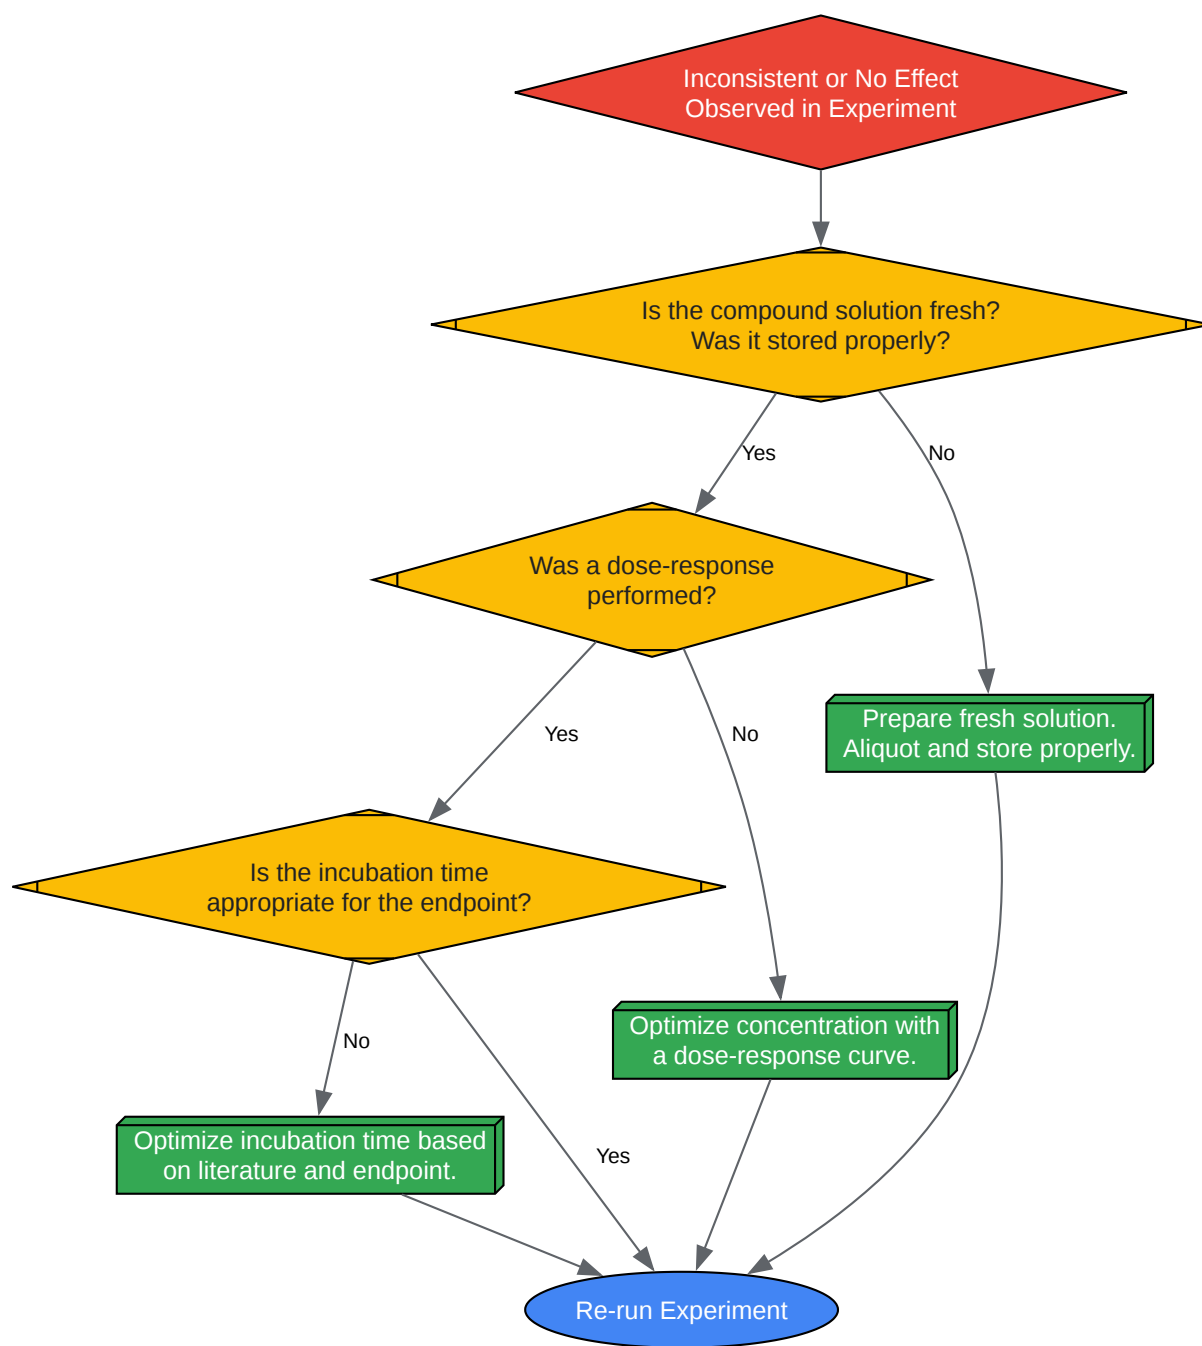 Inconsistent or No Effect
Observed in Experiment
Is the compound solution fresh?
Was it stored properly?
Yes
No
Was a dose-response
performed?
Prepare fresh solution.
Aliquot and store properly.
Yes
No
Is the incubation time
appropriate for the endpoint?
Optimize concentration with
a dose-response curve.
No
Yes
Optimize incubation time based
on literature and endpoint.
Re-run Experiment